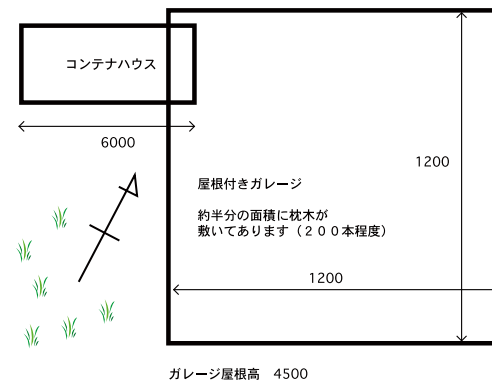 コンテナハウス
6000
1200
屋根付きガレージ
約半分の面積に枕木が
敷いてあります（２００本程度）
1200
ガレージ屋根高　4500